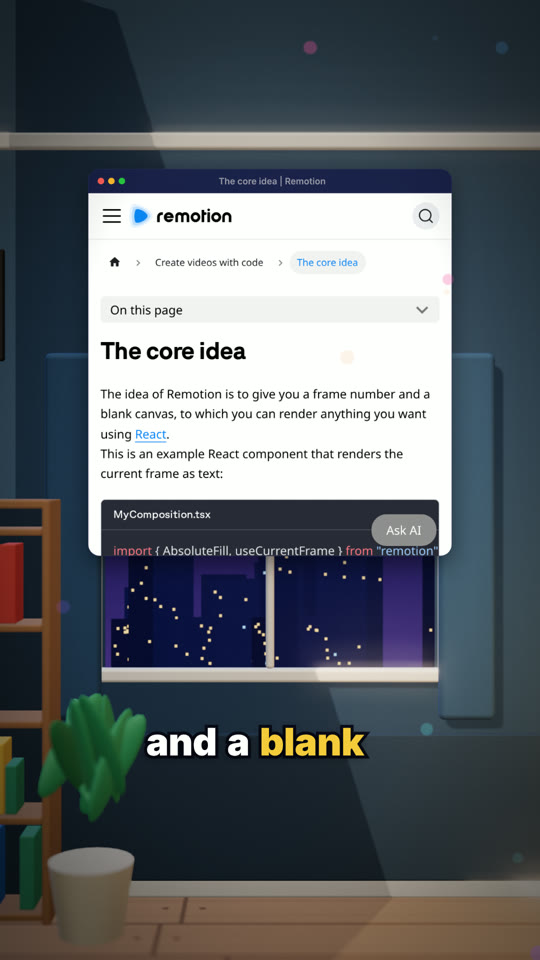 The core idea | Remotion
remotion
Create videos with code
The core idea
On this page
The core idea
The idea of Remotion is to give you a frame number and a
blank canvas, to which you can render anything you want
using React.
This is an example React component that renders the
current frame as text:
MyComposition.tsx
Ask AI
import { AbsoluteFill, useCurrentFrame } from "remotion"
and a blank